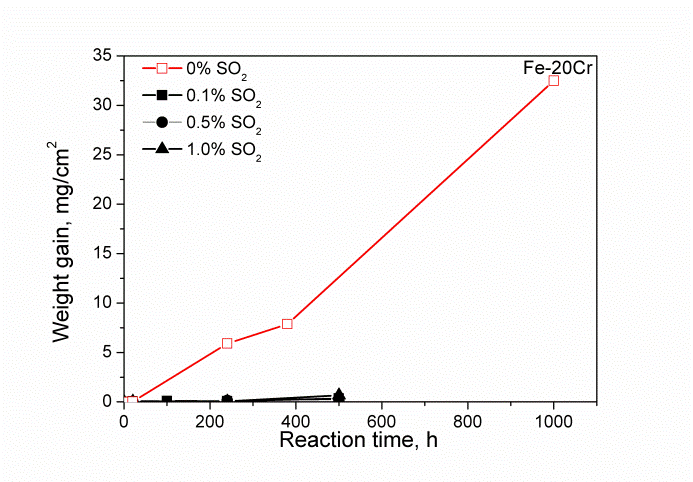 35
30
25
20
15
10
5
0
Weight gain, mg/cm²
0% SO₂
0.1% SO₂
0.5% SO₂
1.0% SO₂
Fe-20Cr
0 200 400 600 800 1000
Reaction time, h